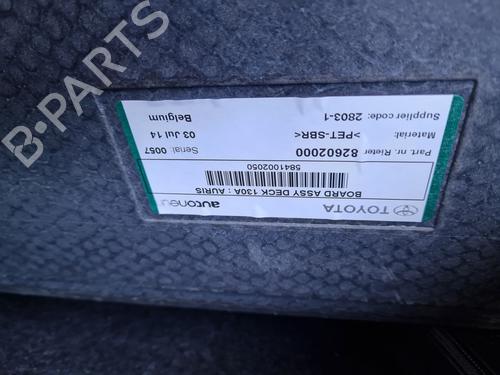 TOYOTA
autoneum
BOARD ASSY DECK 130A : AURIS
5841002050
Part. nr. Rieter 82602000
Serial: 0057
Material: >PET-SBR<
03 Jul 14
Supplier code: 2803-1
Belgium
B-PARTS